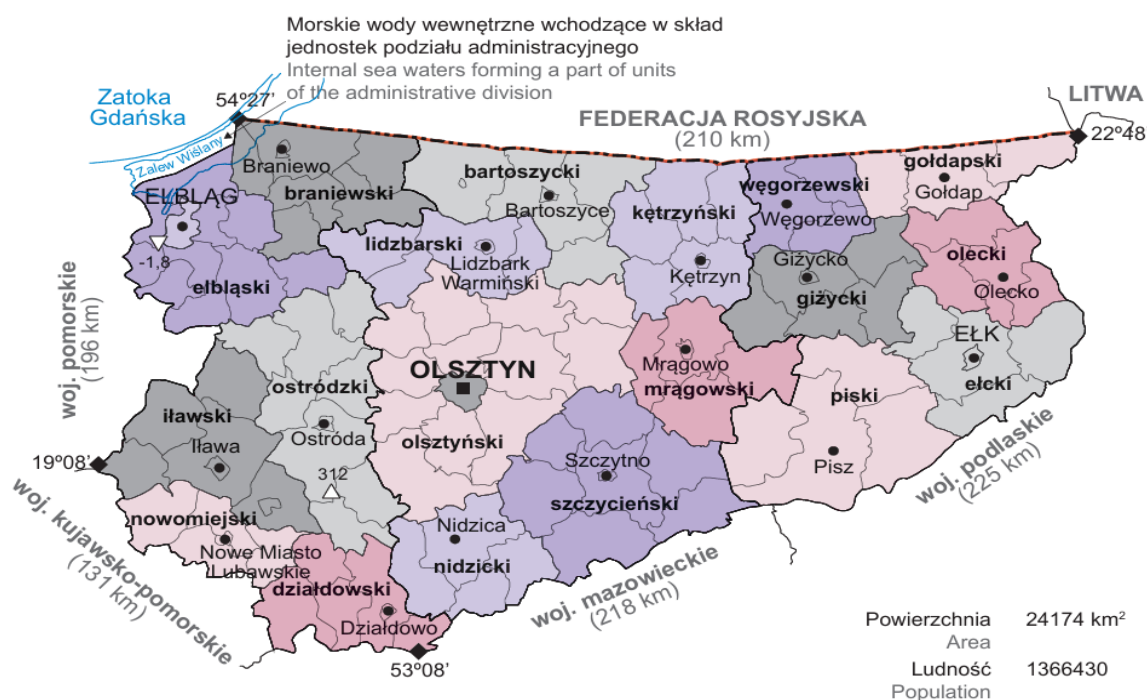 Morskie wody wewnętrzne wchodzące w skład
jednostek podziału administracyjnego
Internal sea waters forming a part of units
of the administrative division
Zatoka
Gdańska
54º27’
Zalew Wiślany
FEDERACJA ROSYJSKA
(210 km)
LITWA
22º48
Braniewo
braniewski
bartoszycki
Bartoszyce
kętrzyński
Kętrzyn
węgorzewski
Węgorzewo
gołdapski
Gołdap
ELBLĄG
-1,8
elbląski
lidzbarski
Lidzbark
Warmiński
Giżycko
giżycki
olecki
Olecko
woj. pomorskie
(196 km)
EŁK
ełcki
ostródzki
Ostróda
312
OLSZTYN
olsztyński
Mrągowo
mrągowski
piski
Pisz
iławski
Iława
19º08’
Szczytno
szczycieński
woj. podlaskie
(225 km)
nowomiejski
Nowe Miasto
Lubawskie
Nidzica
nidzicki
działdowski
Działdowo
53º08’
woj. kujawsko-pomorskie
(131 km)
woj. mazowieckie
(218 km)
Powierzchnia 24174 km²
Area
Ludność 1366430
Population